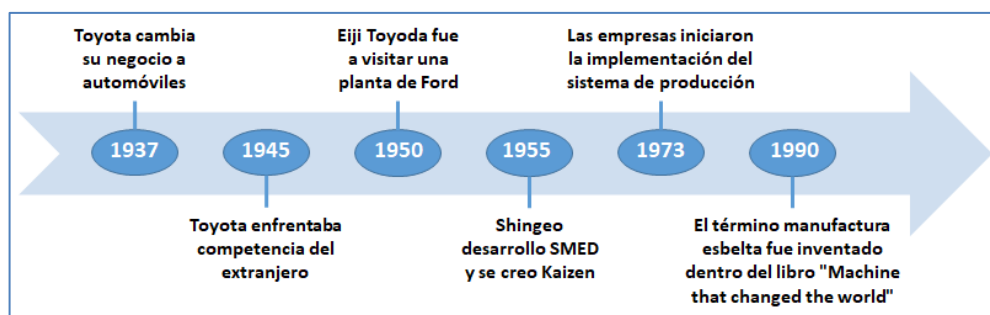 Toyota cambia
su negocio a
automóviles
Eiji Toyoda fue
a visitar una
planta de Ford
Las empresas iniciaron
la implementación del
sistema de producción
1937
1945
1950
1955
1973
1990
Toyota enfrentaba
competencia del
extranjero
Shingeo
desarrollo SMED
y se creo Kaizen
El término manufactura
esbelta fue inventado
dentro del libro "Machine
that changed the world"